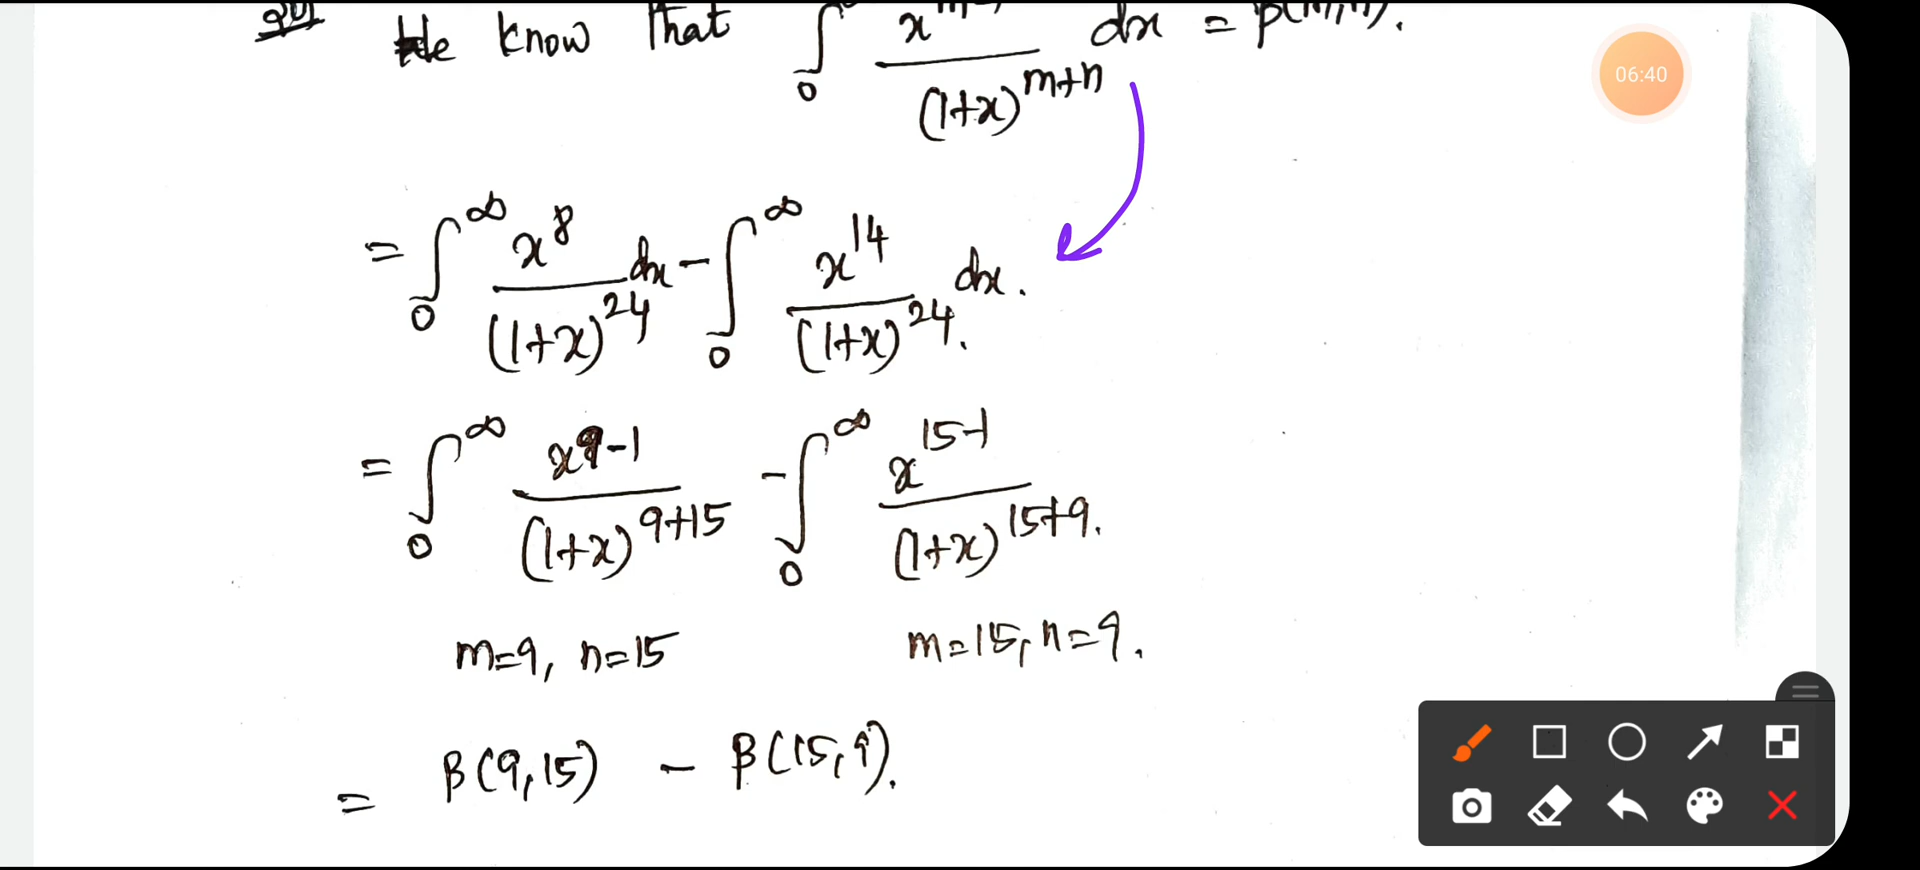 We know That ∫₀ x^m / (1+x)^{m+n} dx = β(m,n).
06:40
= ∫₀^∞ x^8 / (1+x)^{24} dx - ∫₀^∞ x^{14} / (1+x)^{24}. dx.
= ∫₀^∞ x^{9-1} / (1+x)^{9+15} - ∫₀^∞ x^{15-1} / (1+x)^{15+9}.
m=9, n=15 m=15, n=9.
= β(9,15) - β(15,9).